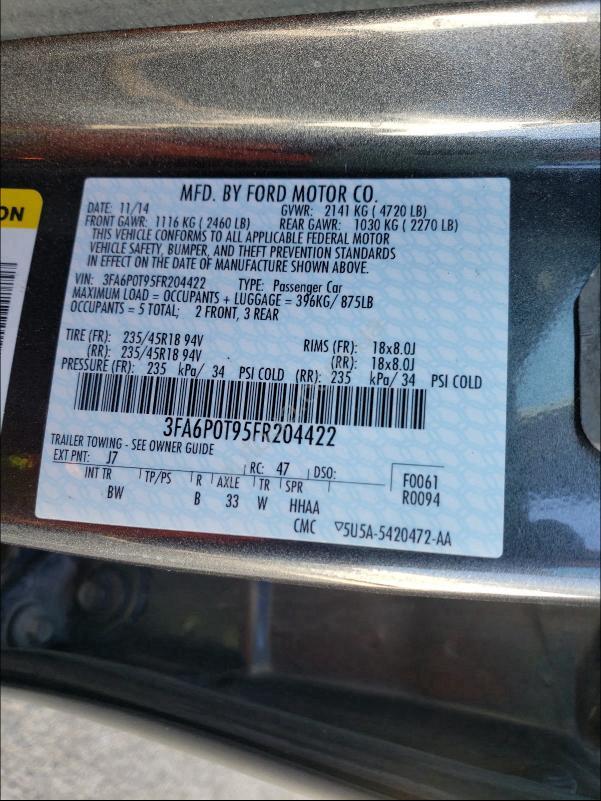 ON
MFD. BY FORD MOTOR CO.
DATE: 11/14 GVWR: 2141 KG ( 4720 LB)
FRONT GAWR: 1116 KG ( 2460 LB) REAR GAWR: 1030 KG ( 2270 LB)
THIS VEHICLE CONFORMS TO ALL APPLICABLE FEDERAL MOTOR
VEHICLE SAFETY, BUMPER, AND THEFT PREVENTION STANDARDS
IN EFFECT ON THE DATE OF MANUFACTURE SHOWN ABOVE.
VIN: 3FA6P0T95FR204422 TYPE: Passenger Car
MAXIMUM LOAD = OCCUPANTS + LUGGAGE = 396KG/ 875LB
OCCUPANTS = 5 TOTAL; 2 FRONT, 3 REAR
TIRE (FR): 235/45R18 94V RIMS (FR): 18x8.0J
(RR): 235/45R18 94V (RR): 18x8.0J
PRESSURE (FR): 235 kPa/ 34 PSI COLD (RR): 235 kPa/ 34 PSI COLD
3FA6P0T95FR204422
TRAILER TOWING - SEE OWNER GUIDE
EXT PNT: J7 RC: 47 DSO: F0061
INT TR TP/PS R AXLE TR SPR R0094
BW B 33 W HHAA
CMC ▽5U5A-5420472-AA